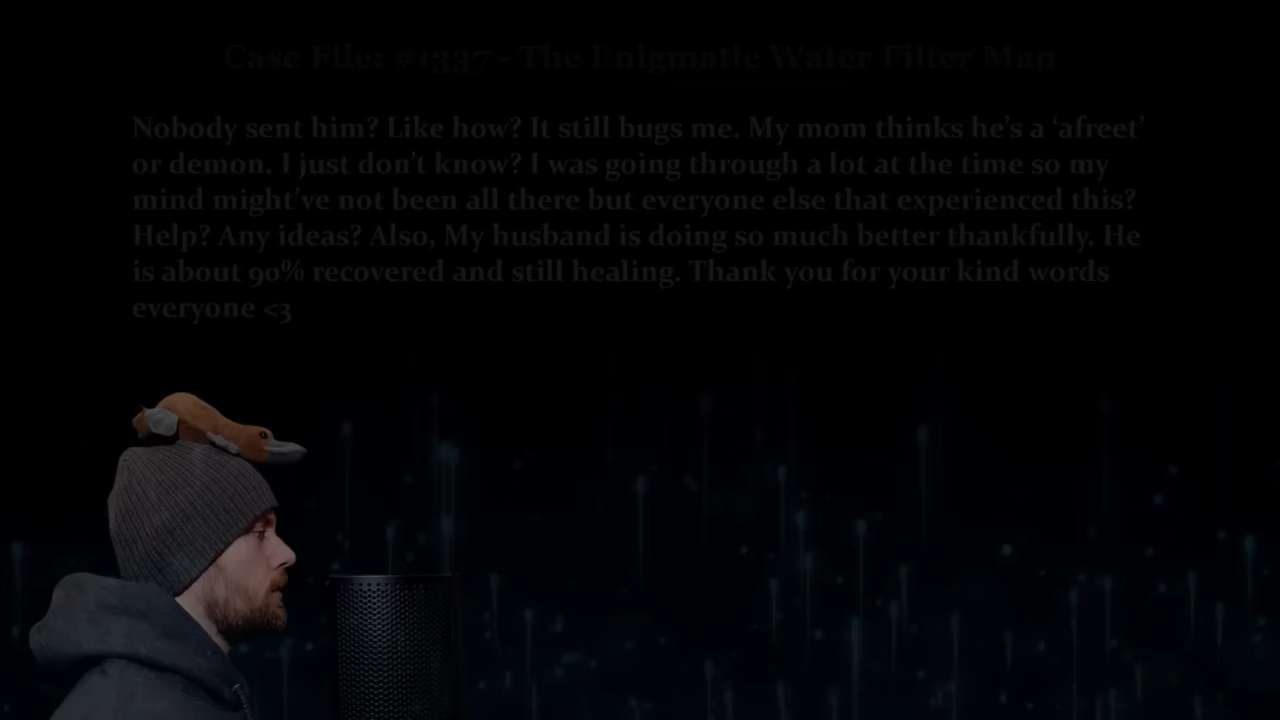 Case File: #1337 - The Enigmatic Water Filter Man
Nobody sent him? Like how? It still bugs me. My mom thinks he's a ‘afreet’
or demon. I just don't know? I was going through a lot at the time so my
mind might've not been all there but everyone else that experienced this?
Help? Any ideas? Also, My husband is doing so much better thankfully. He
is about 90% recovered and still healing. Thank you for your kind words
everyone <3